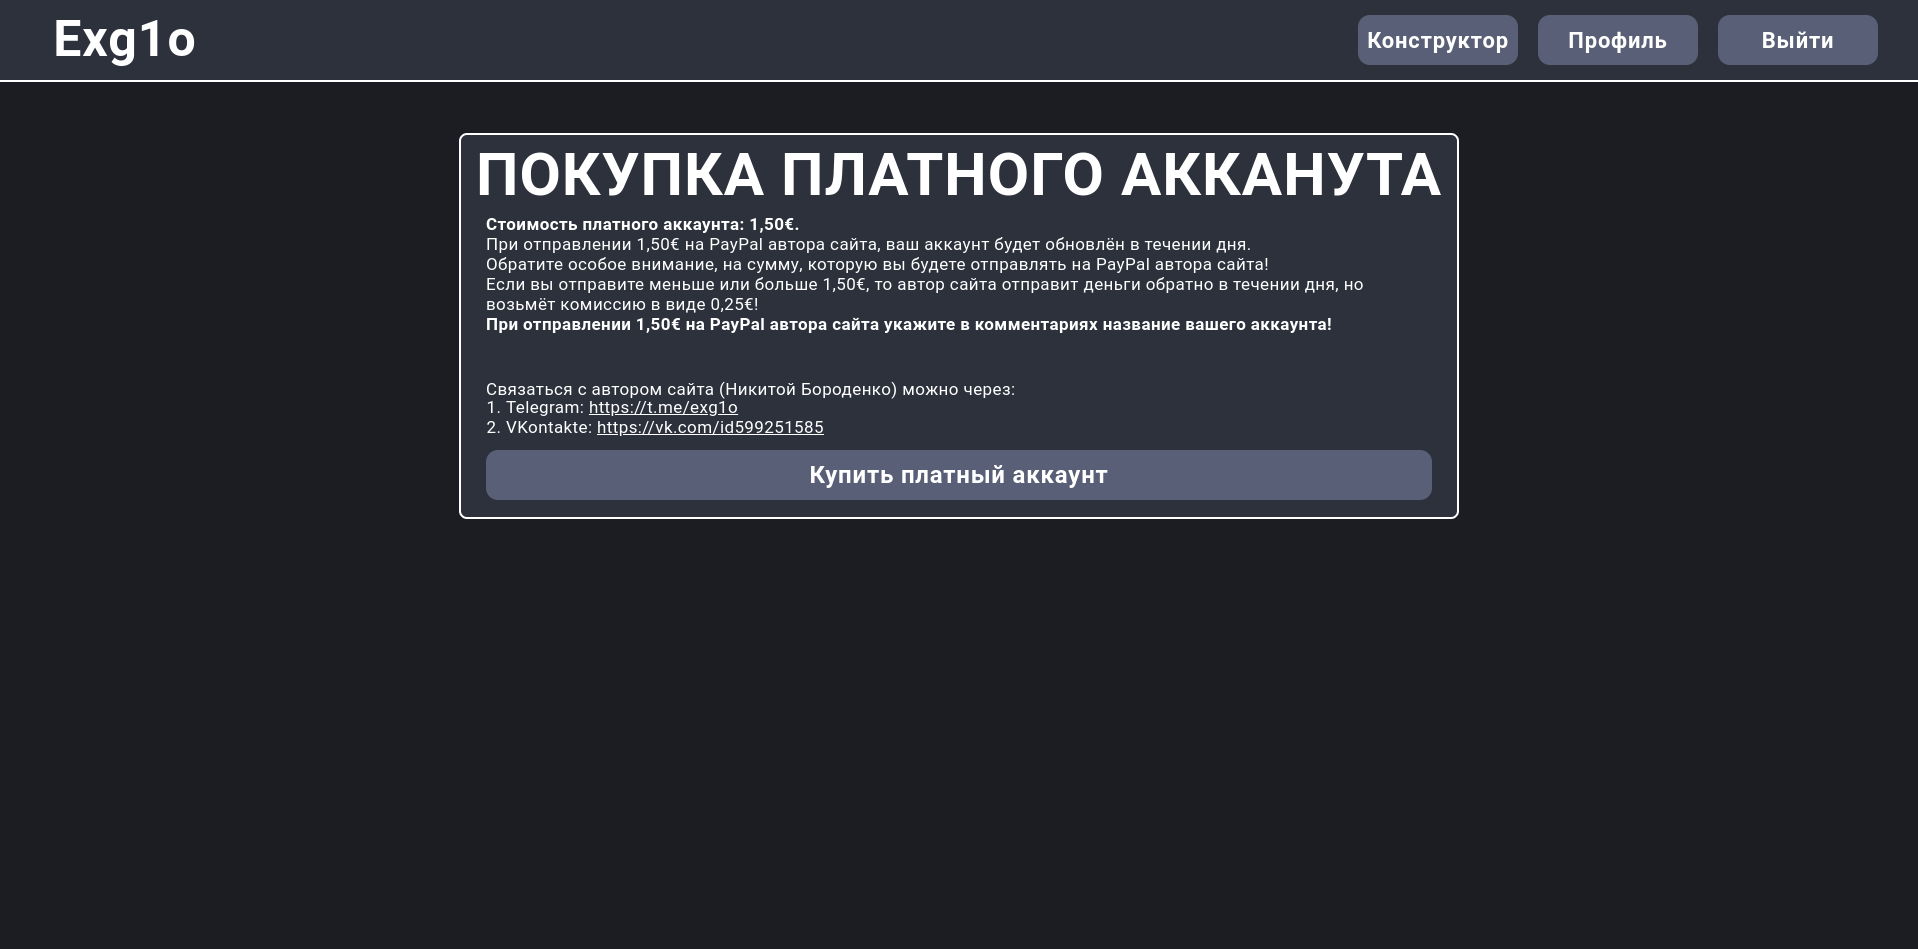 Exg1o
Конструктор
Профиль
Выйти
ПОКУПКА ПЛАТНОГО АККАНУТА
Стоимость платного аккаунта: 1,50€.
При отправлении 1,50€ на PayPal автора сайта, ваш аккаунт будет обновлён в течении дня.
Обратите особое внимание, на сумму, которую вы будете отправлять на PayPal автора сайта!
Если вы отправите меньше или больше 1,50€, то автор сайта отправит деньги обратно в течении дня, но
возьмёт комиссию в виде 0,25€!
При отправлении 1,50€ на PayPal автора сайта укажите в комментариях название вашего аккаунта!
Связаться с автором сайта (Никитой Бороденко) можно через:
1. Telegram: https://t.me/exg1o
2. VKontakte: https://vk.com/id599251585
Купить платный аккаунт